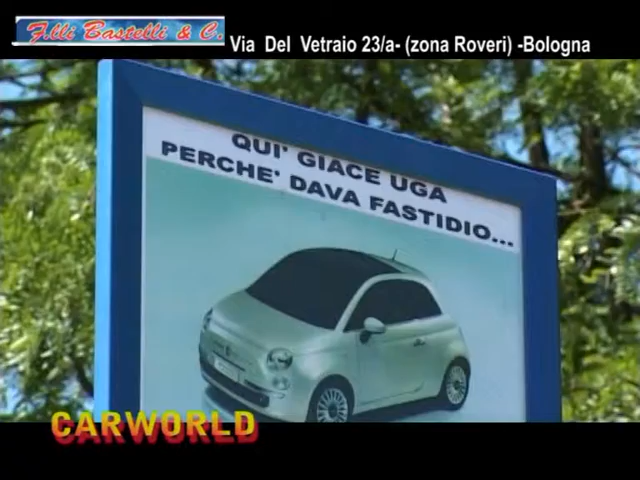 F.lli Bastelli & C.
Via Del Vetraio 23/a- (zona Roveri) -Bologna
QUI' GIACE UGA
PERCHE' DAVA FASTIDIO...
CARWORLD